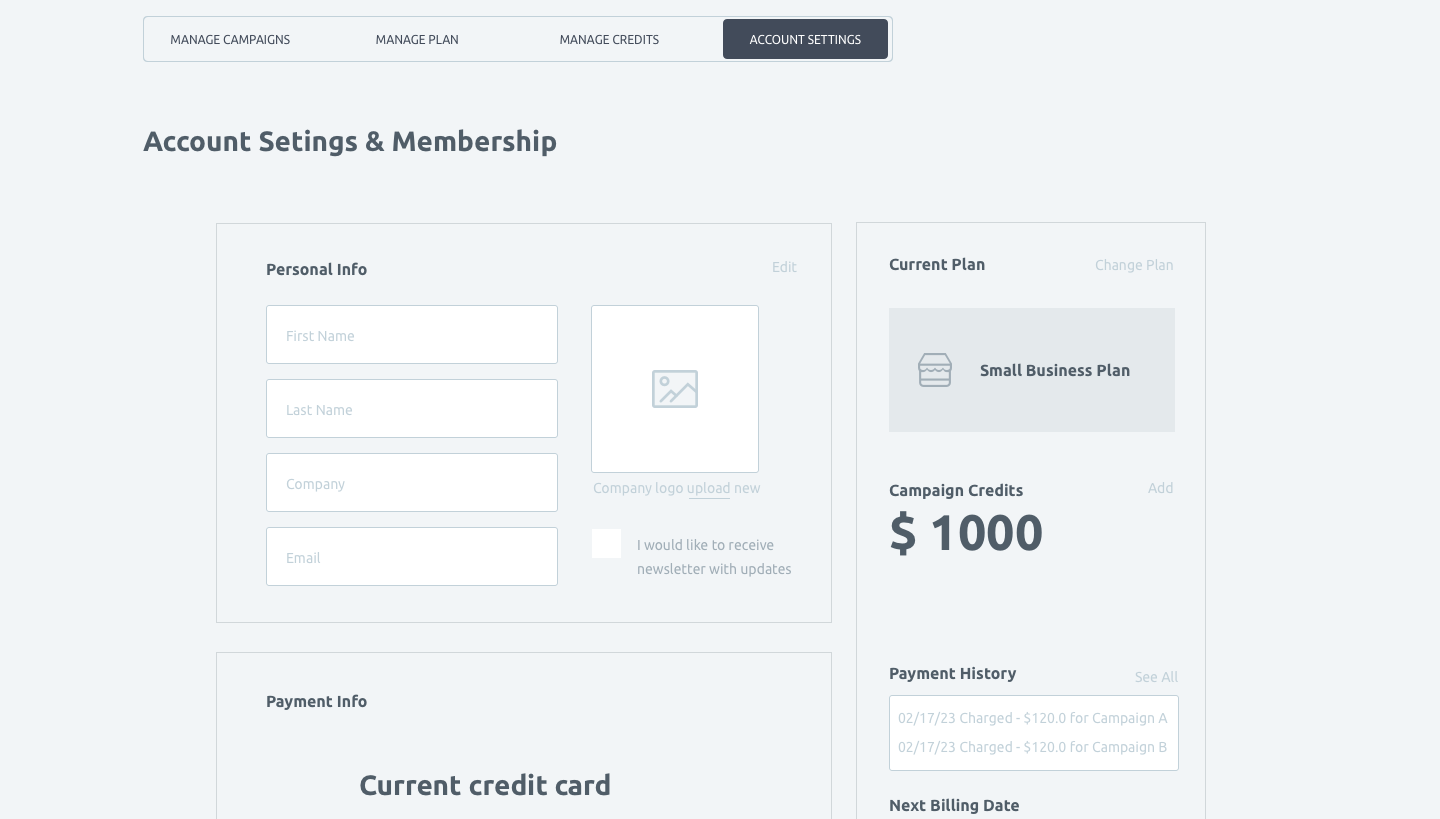 MANAGE CAMPAIGNS
MANAGE PLAN
MANAGE CREDITS
ACCOUNT SETTINGS
Account Setings & Membership
Personal Info
Edit
First Name
Last Name
Company
Email
Company logo upload new
I would like to receive
newsletter with updates
Payment Info
Current credit card
Current Plan
Change Plan
Small Business Plan
Campaign Credits
Add
$ 1000
Payment History
See All
02/17/23 Charged - $120.0 for Campaign A
02/17/23 Charged - $120.0 for Campaign B
Next Billing Date